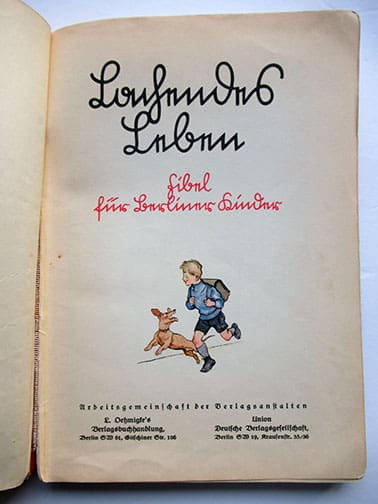 Lachendes
Leben
Fibel
für Berliner Kinder
Arbeitsgemeinschaft der Verlagsanstalten
L. Oehmigke's
Verlagsbuchhandlung,
Berlin SW 61, Gitschiner Str. 106
Union
Deutsche Verlagsgesellschaft,
Berlin SW 19, Krausenstr. 35/36